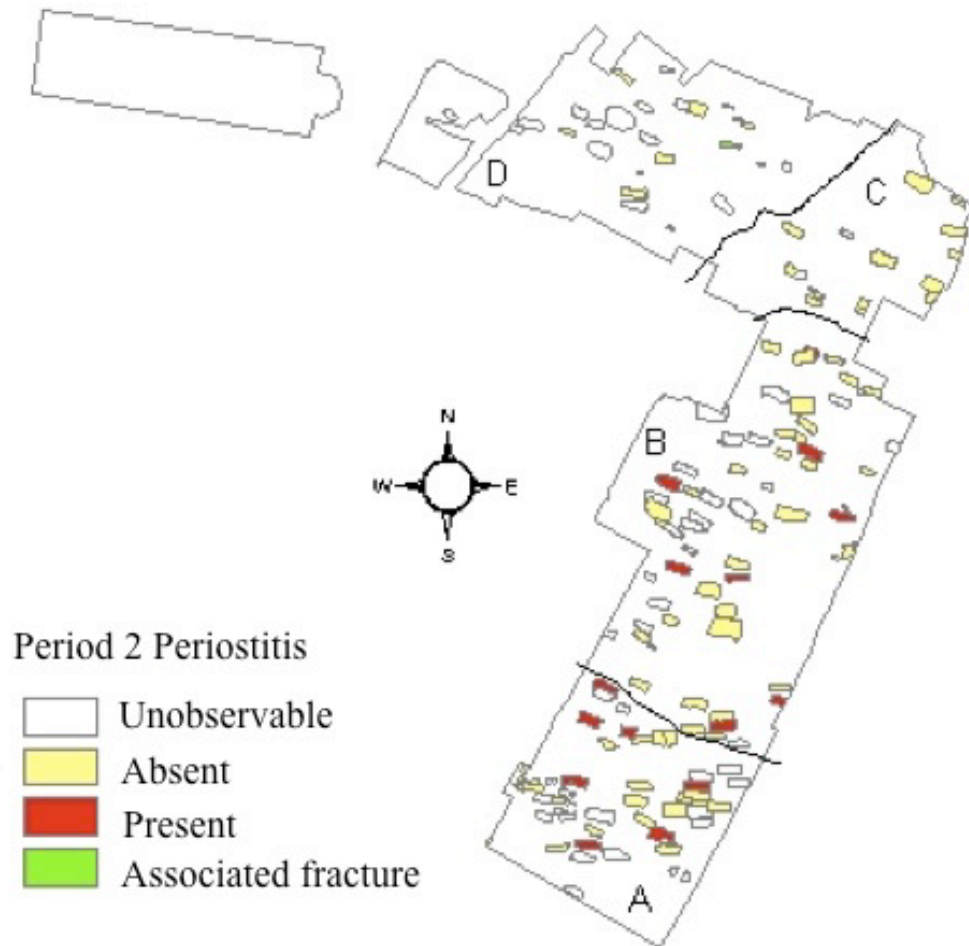 D
C
N
B
W E
S
Period 2 Periostitis
Unobservable
Absent
Present
Associated fracture
A